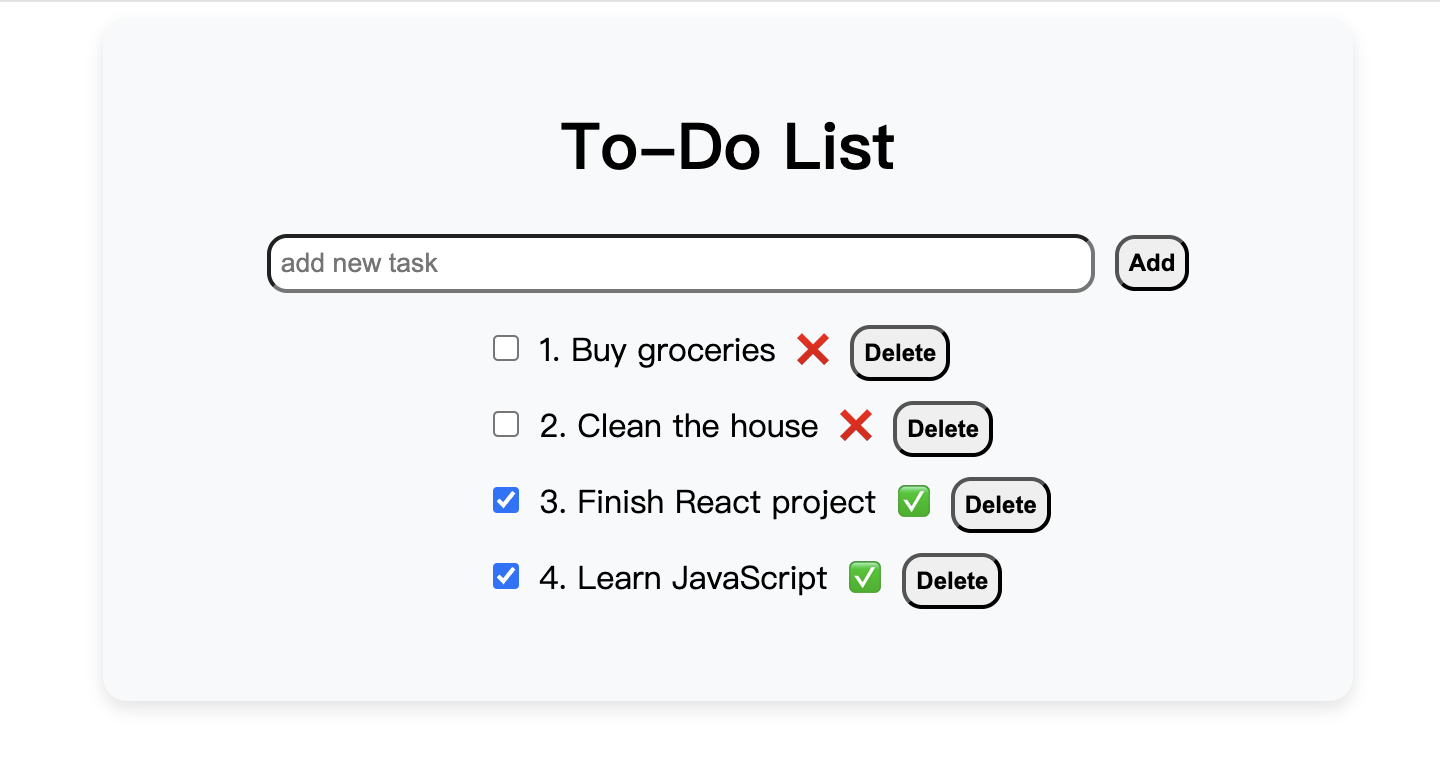 To-Do List
add new task Add
1. Buy groceries ❌ Delete
2. Clean the house ❌ Delete
3. Finish React project ✅ Delete
4. Learn JavaScript ✅ Delete